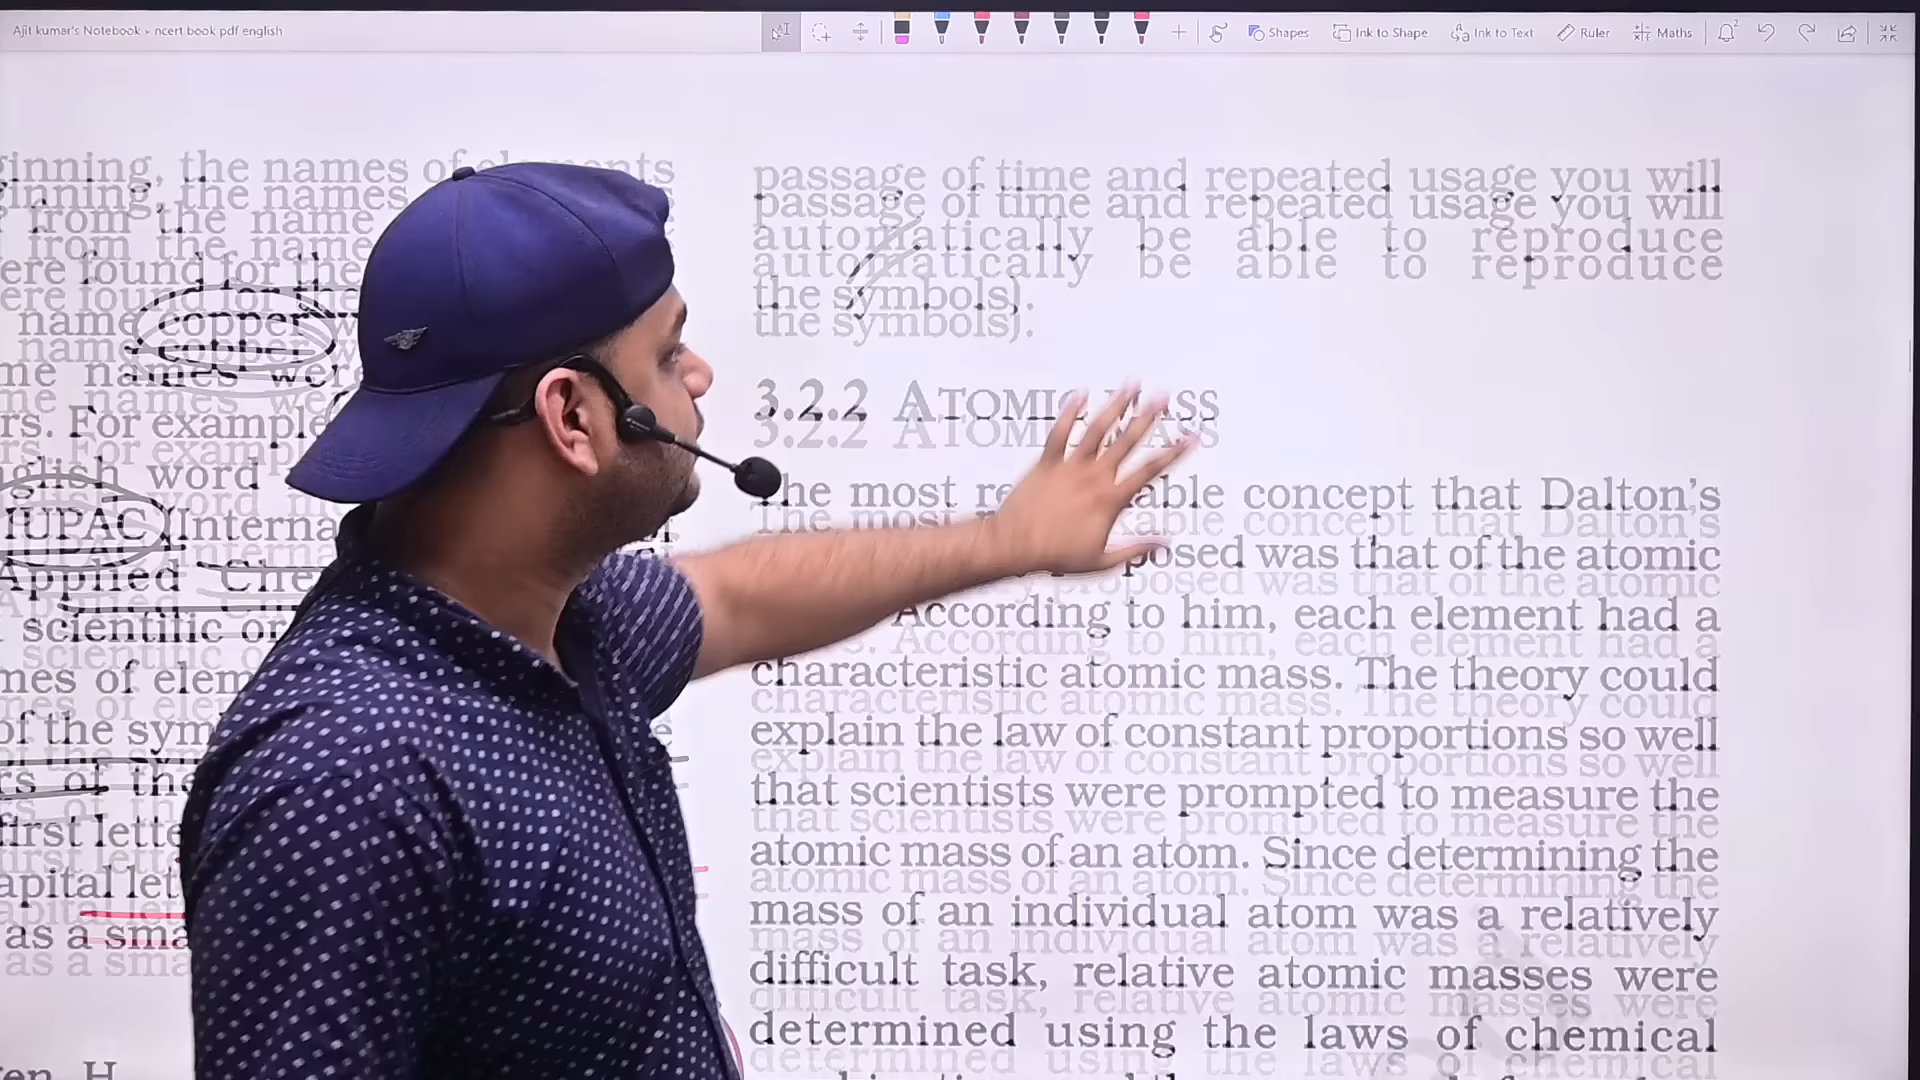 Ajit kumar's Notebook > ncert book pdf english
Shapes
Ink to Shape
Ink to Text
Ruler
Maths
2
the names of elements
from the name
ere found for the
name copper
me names were
rs. For example
word
IUPAC (Interna
Applied Che
scientific or
mes of elem
of the sym
rs of the
first lette
apital let
as a sma
H
passage of time and repeated usage you will
automatically be able to reproduce
the symbols).
3.2.2 ATOMIC MASS
The most concept that Dalton's
proposed was that of the atomic
According to him, each element had a
characteristic atomic mass. The theory could
explain the law of constant proportions so well
that scientists were prompted to measure the
atomic mass of an atom. Since determining the
mass of an individual atom was a relatively
difficult task, relative atomic masses were
determined using the laws of chemical